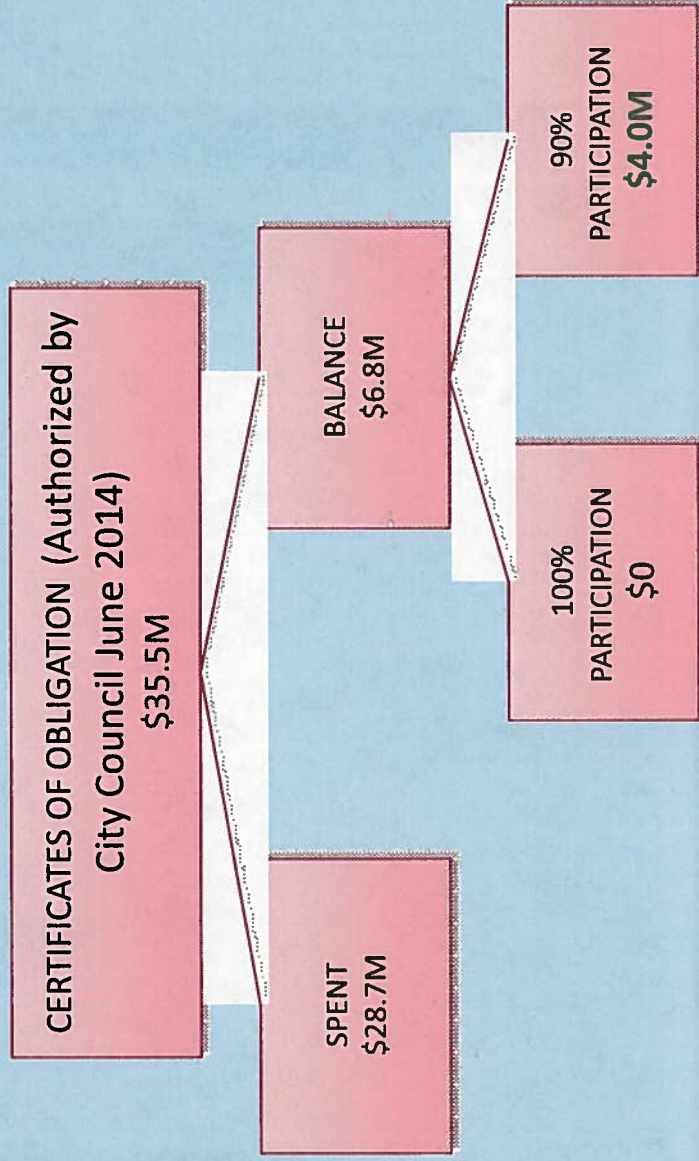 CERTIFICATES OF OBLIGATION (Authorized by
City Council June 2014)
$35.5M
SPENT
$28.7M
BALANCE
$6.8M
100%
PARTICIPATION
$0
90%
PARTICIPATION
$4.0M